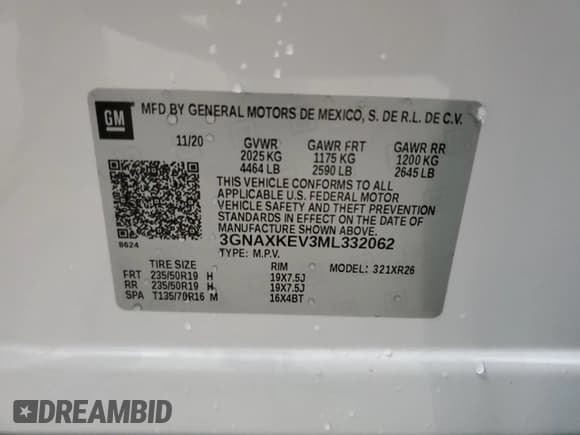 GM
MFD BY GENERAL MOTORS DE MEXICO, S. DE R.L. DE C.V.
11/20 GVWR GAWR FRT GAWR RR
2025 KG 1175 KG 1200 KG
4464 LB 2590 LB 2645 LB
THIS VEHICLE CONFORMS TO ALL
APPLICABLE U.S. FEDERAL MOTOR
VEHICLE SAFETY AND THEFT PREVENTION
STANDARDS IN EFFECT ON THE DATE OF
MANUFACTURE SHOWN ABOVE.
8624
3GNAXKEV3ML332062
TYPE: M.P.V.
TIRE SIZE RIM MODEL: 321XR26
FRT 235/50R19 H 19X7.5J
RR 235/50R19 H 19X7.5J
SPA T135/70R16 M 16X4BT
DREAMBID